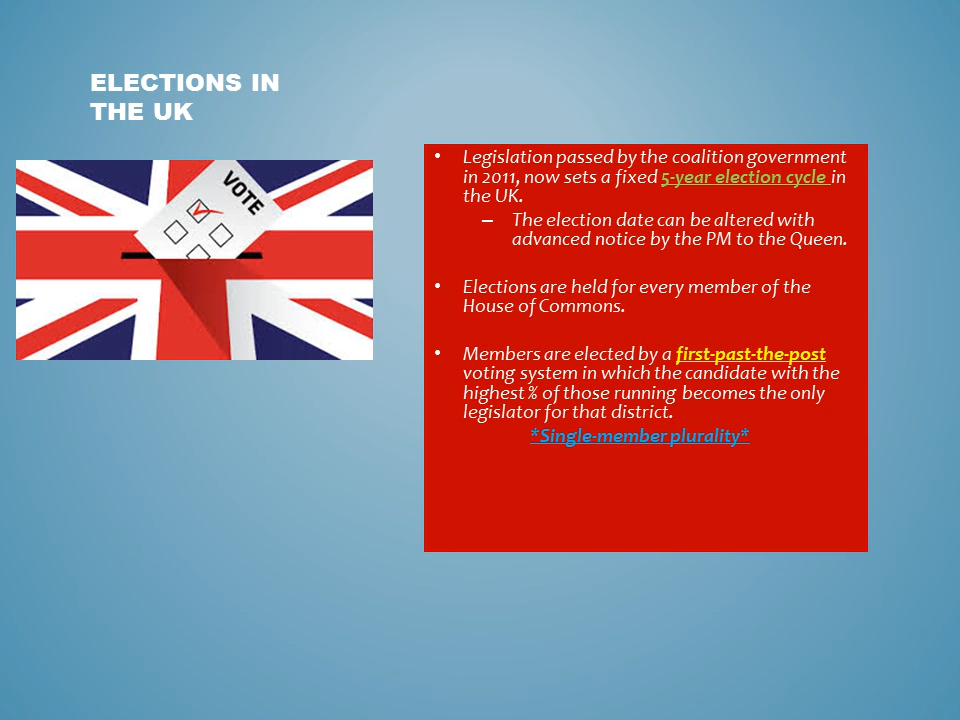 ELECTIONS IN
THE UK
VOTE
• Legislation passed by the coalition government
in 2011, now sets a fixed 5-year election cycle in
the UK.
– The election date can be altered with
advanced notice by the PM to the Queen.
• Elections are held for every member of the
House of Commons.
• Members are elected by a first-past-the-post
voting system in which the candidate with the
highest % of those running becomes the only
legislator for that district.
*Single-member plurality*